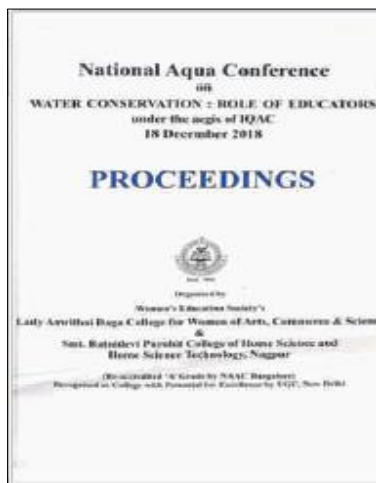 National Aqua Conference
on
WATER CONSERVATION : ROLE OF EDUCATORS
under the aegis of IQAC
18 December 2018
PROCEEDINGS
Organised by
Women's Education Society's
Lady Amritbai Daga College for Women of Arts, Commerce & Scienc
&
Smt. Ratnidevi Purohit College of Home Science and
Home Science Technology, Nagpur
(Re-accredited 'A' Grade by NAAC Bangalore)
Recognised as College with Potential for Excellence by UGC, New Delhi